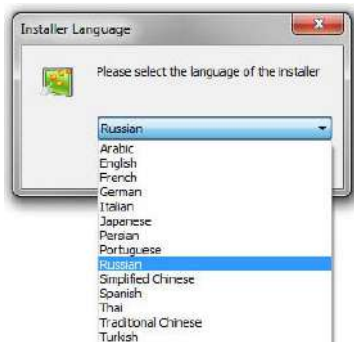 Installer Language
Please select the language of the installer
Russian
Arabic
English
French
German
Italian
Japanese
Persian
Portuguese
Russian
Simplified Chinese
Spanish
Thai
Traditional Chinese
Turkish